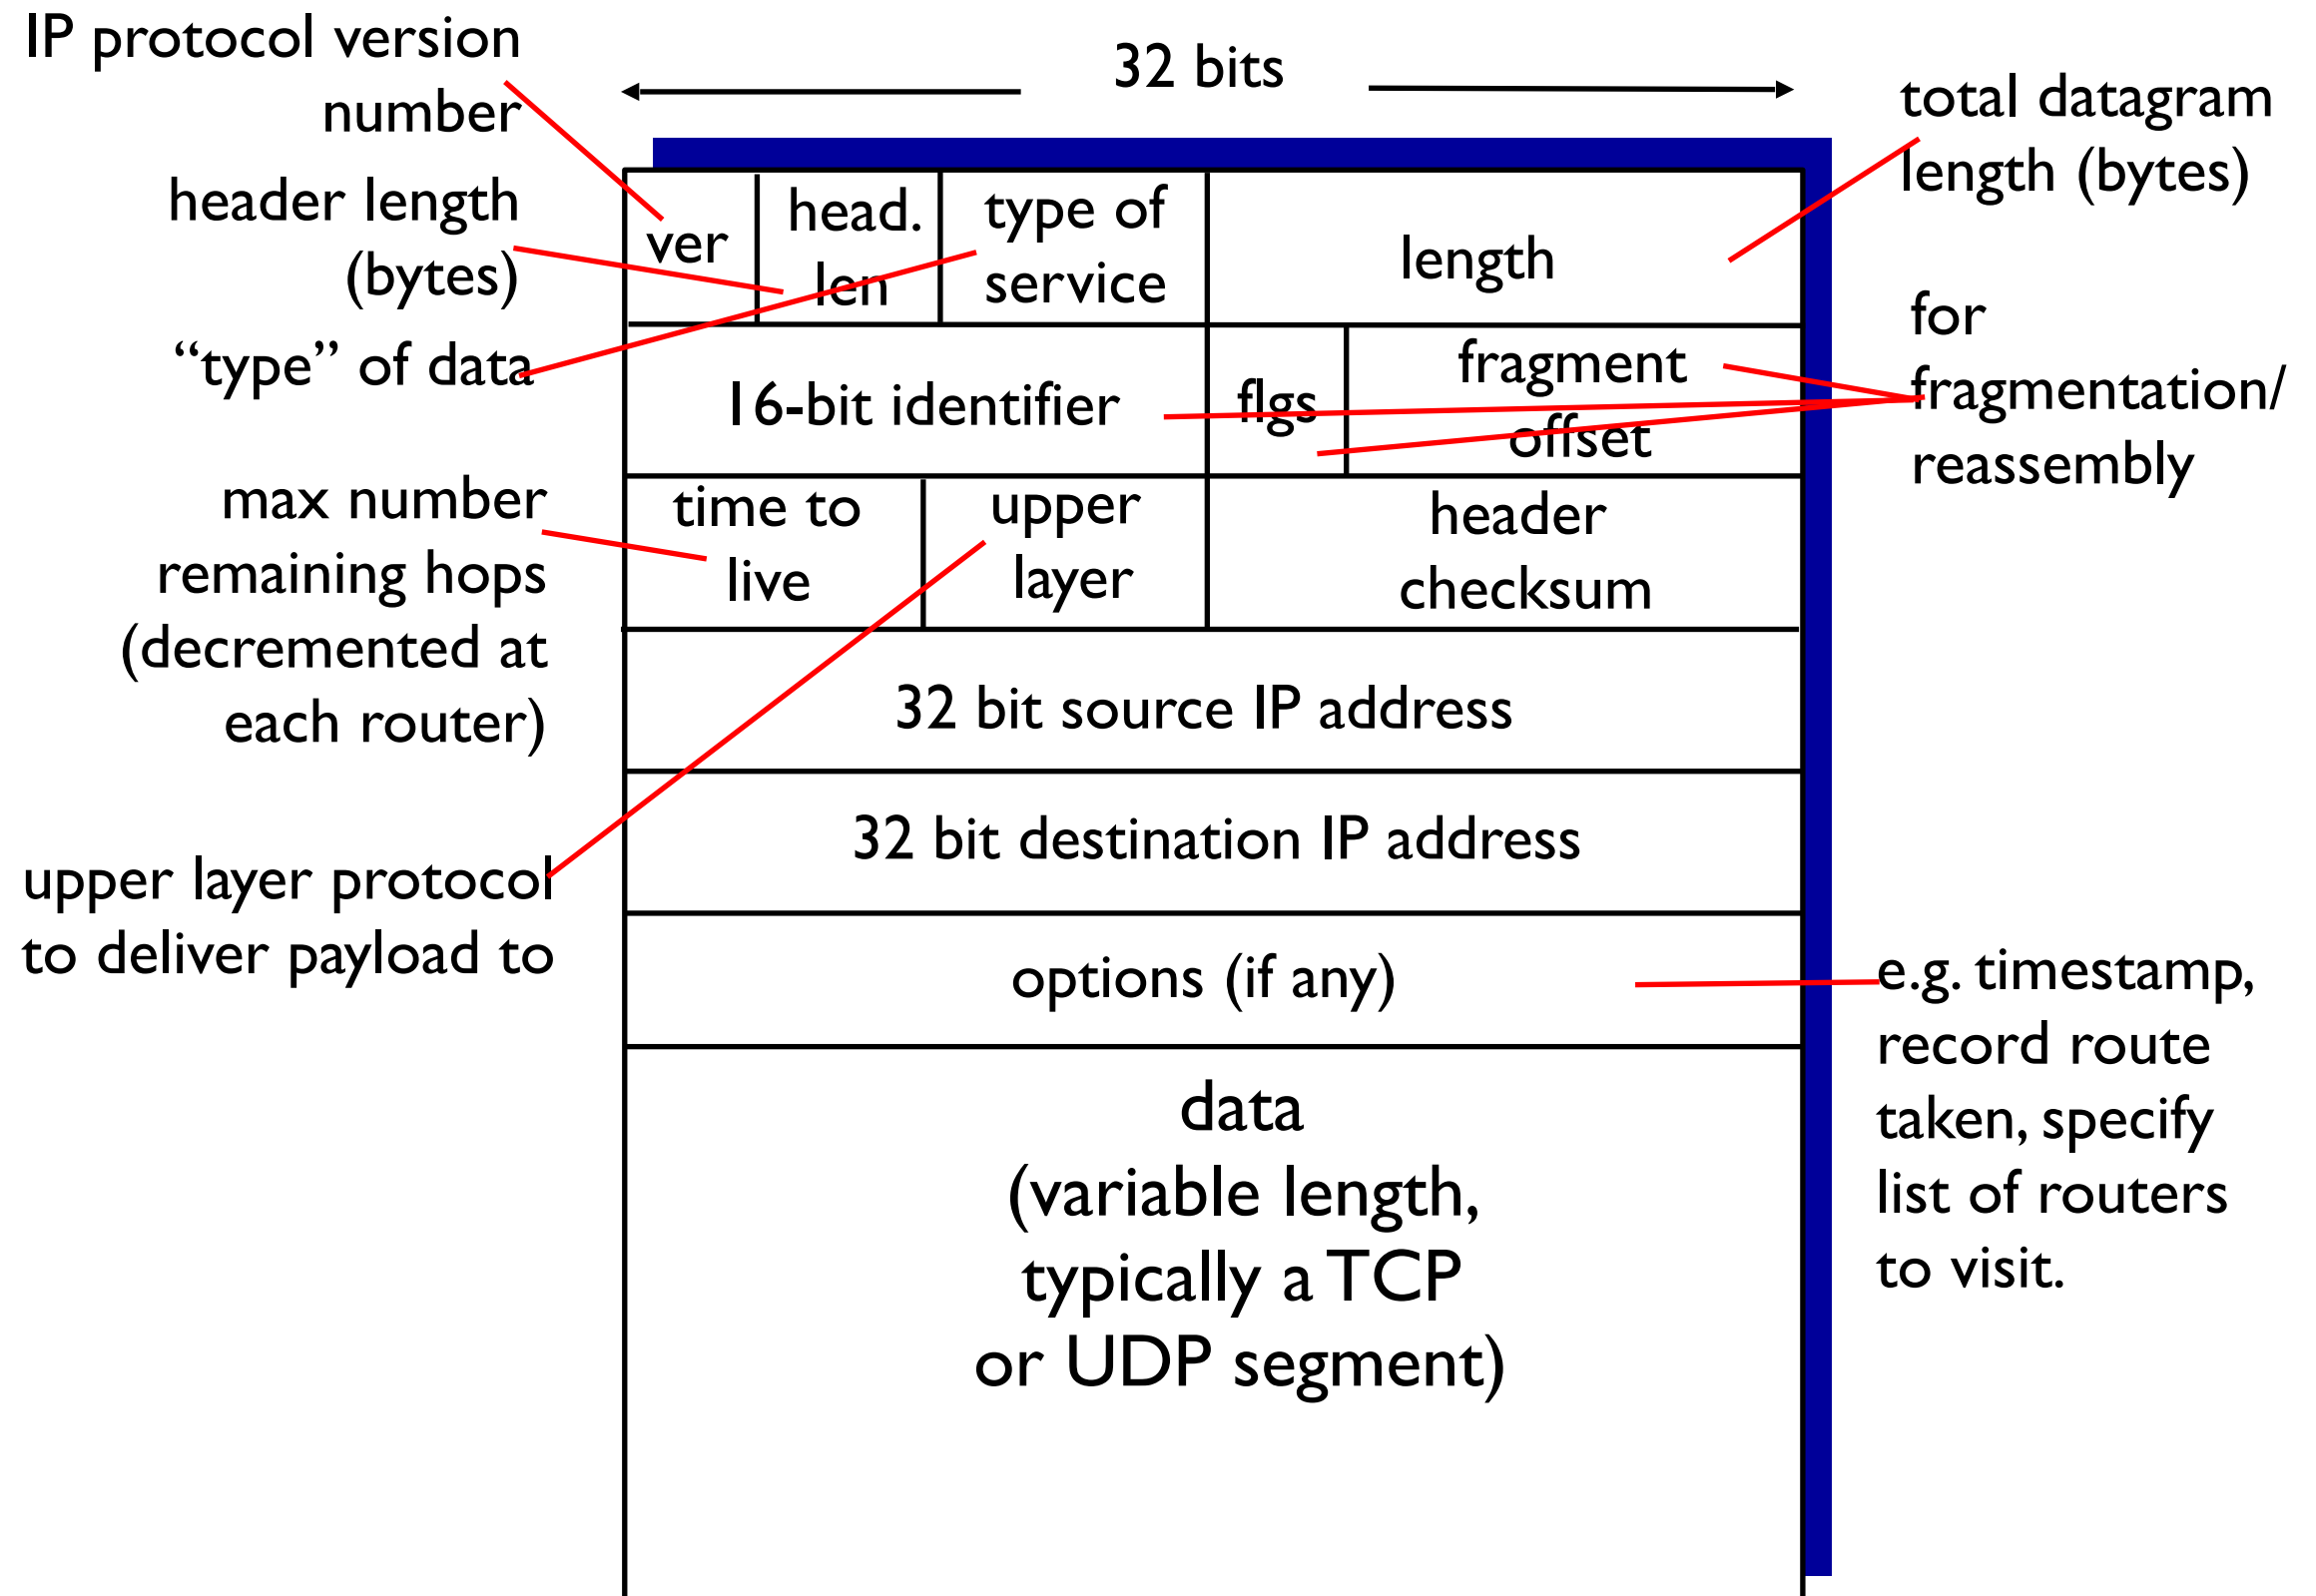 IP protocol version
number
header length
(bytes)
“type” of data
max number
remaining hops
(decremented at
each router)
upper layer protocol
to deliver payload to
32 bits
ver
head.
len
type of
service
length
16-bit identifier
flgs
fragment
offset
time to
live
upper
layer
header
checksum
32 bit source IP address
32 bit destination IP address
options (if any)
data
(variable length,
typically a TCP
or UDP segment)
total datagram
length (bytes)
for
fragmentation/
reassembly
e.g. timestamp,
record route
taken, specify
list of routers
to visit.